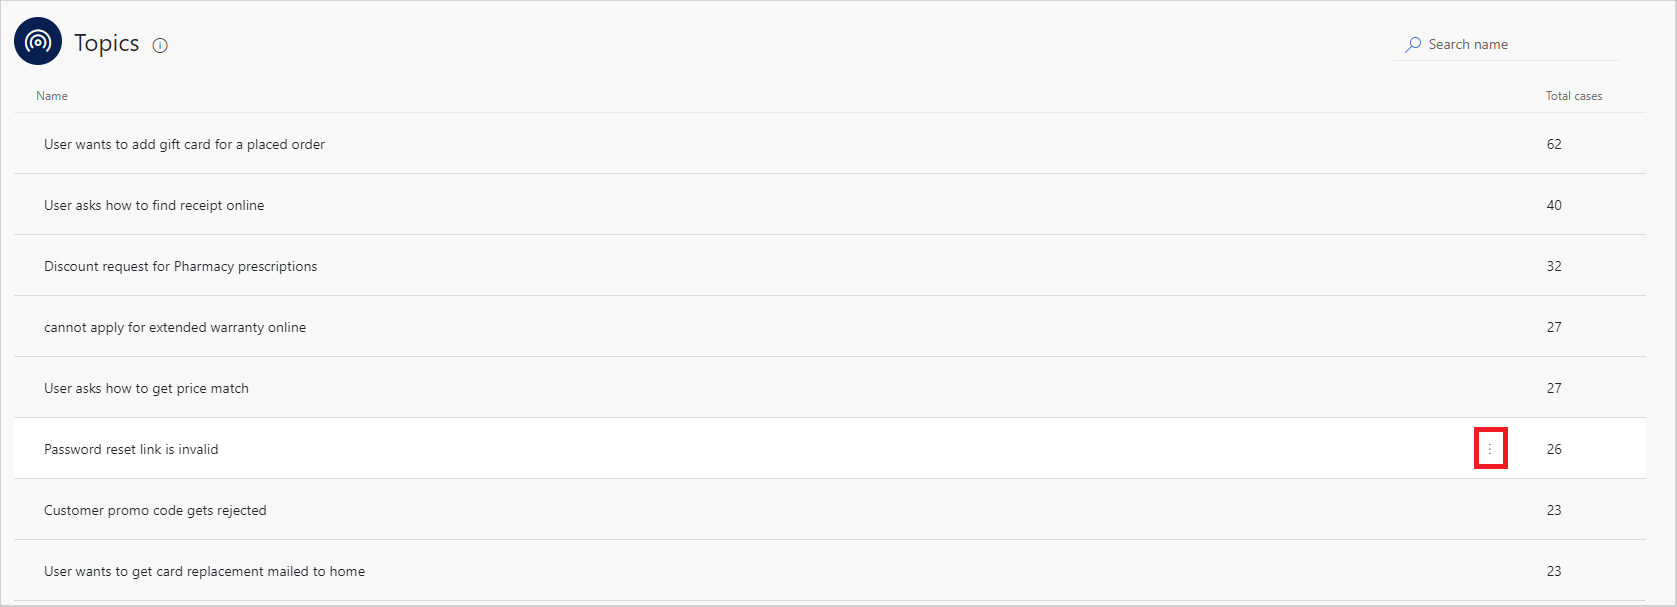 Topics
Search name
Name Total cases
User wants to add gift card for a placed order 62
User asks how to find receipt online 40
Discount request for Pharmacy prescriptions 32
cannot apply for extended warranty online 27
User asks how to get price match 27
Password reset link is invalid 26
Customer promo code gets rejected 23
User wants to get card replacement mailed to home 23